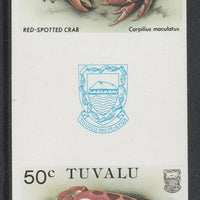 RED-SPOTTED CRAB Carpilius maculatus
50c TUVALU